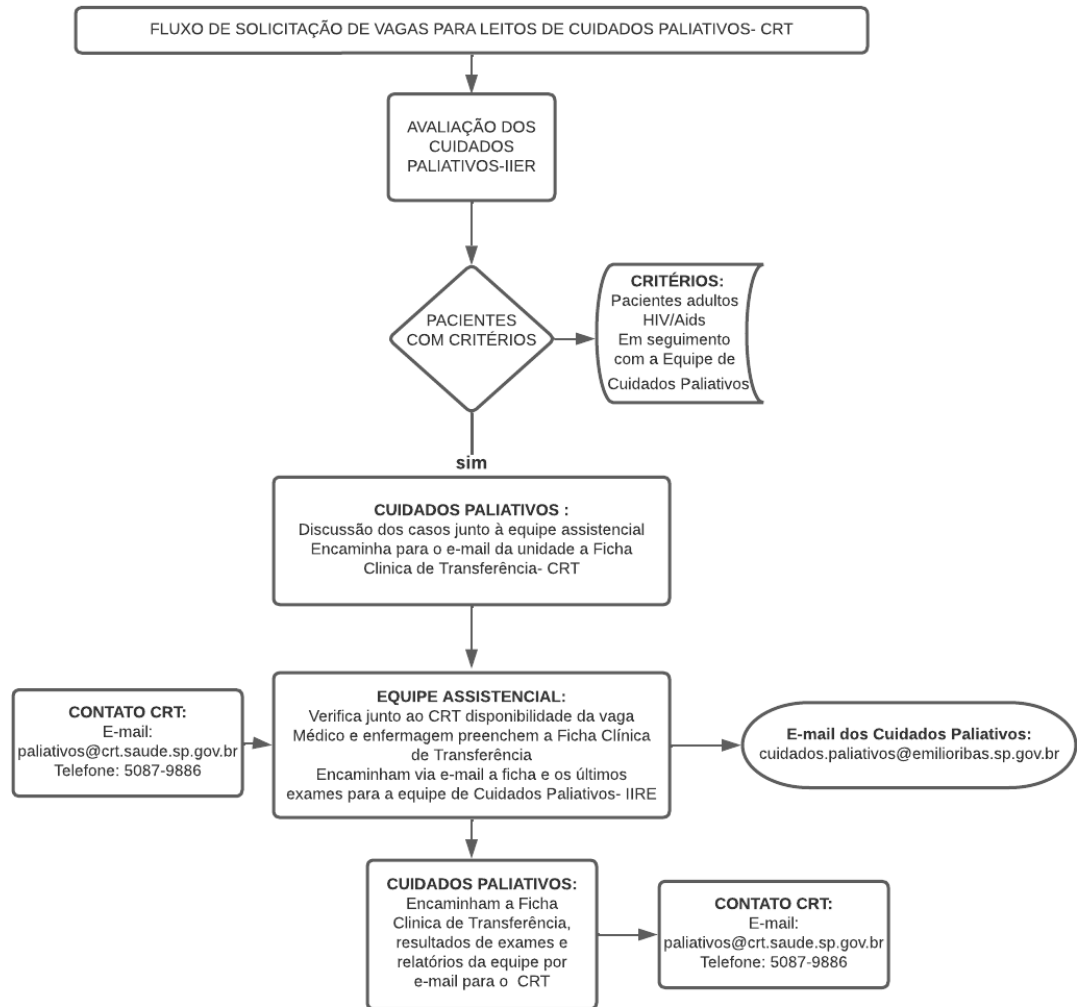 FLUXO DE SOLICITAÇÃO DE VAGAS PARA LEITOS DE CUIDADOS PALIATIVOS- CRT
AVALIAÇÃO DOS
CUIDADOS
PALIATIVOS-IIER
PACIENTES
COM CRITÉRIOS
CRITÉRIOS:
Pacientes adultos
HIV/Aids
Em seguimento
com a Equipe de
Cuidados Paliativos
sim
CUIDADOS PALIATIVOS :
Discussão dos casos junto à equipe assistencial
Encaminha para o e-mail da unidade a Ficha
Clinica de Transferência- CRT
CONTATO CRT:
E-mail:
paliativos@crt.saude.sp.gov.br
Telefone: 5087-9886
EQUIPE ASSISTENCIAL:
Verifica junto ao CRT disponibilidade da vaga
Médico e enfermagem preenchem a Ficha Clínica
de Transferência
Encaminham via e-mail a ficha e os últimos
exames para a equipe de Cuidados Paliativos- IIRE
E-mail dos Cuidados Paliativos:
cuidados.paliativos@emilioribas.sp.gov.br
CUIDADOS PALIATIVOS:
Encaminham a Ficha
Clinica de Transferência,
resultados de exames e
relatórios da equipe por
e-mail para o  CRT
CONTATO CRT:
E-mail:
paliativos@crt.saude.sp.gov.br
Telefone: 5087-9886